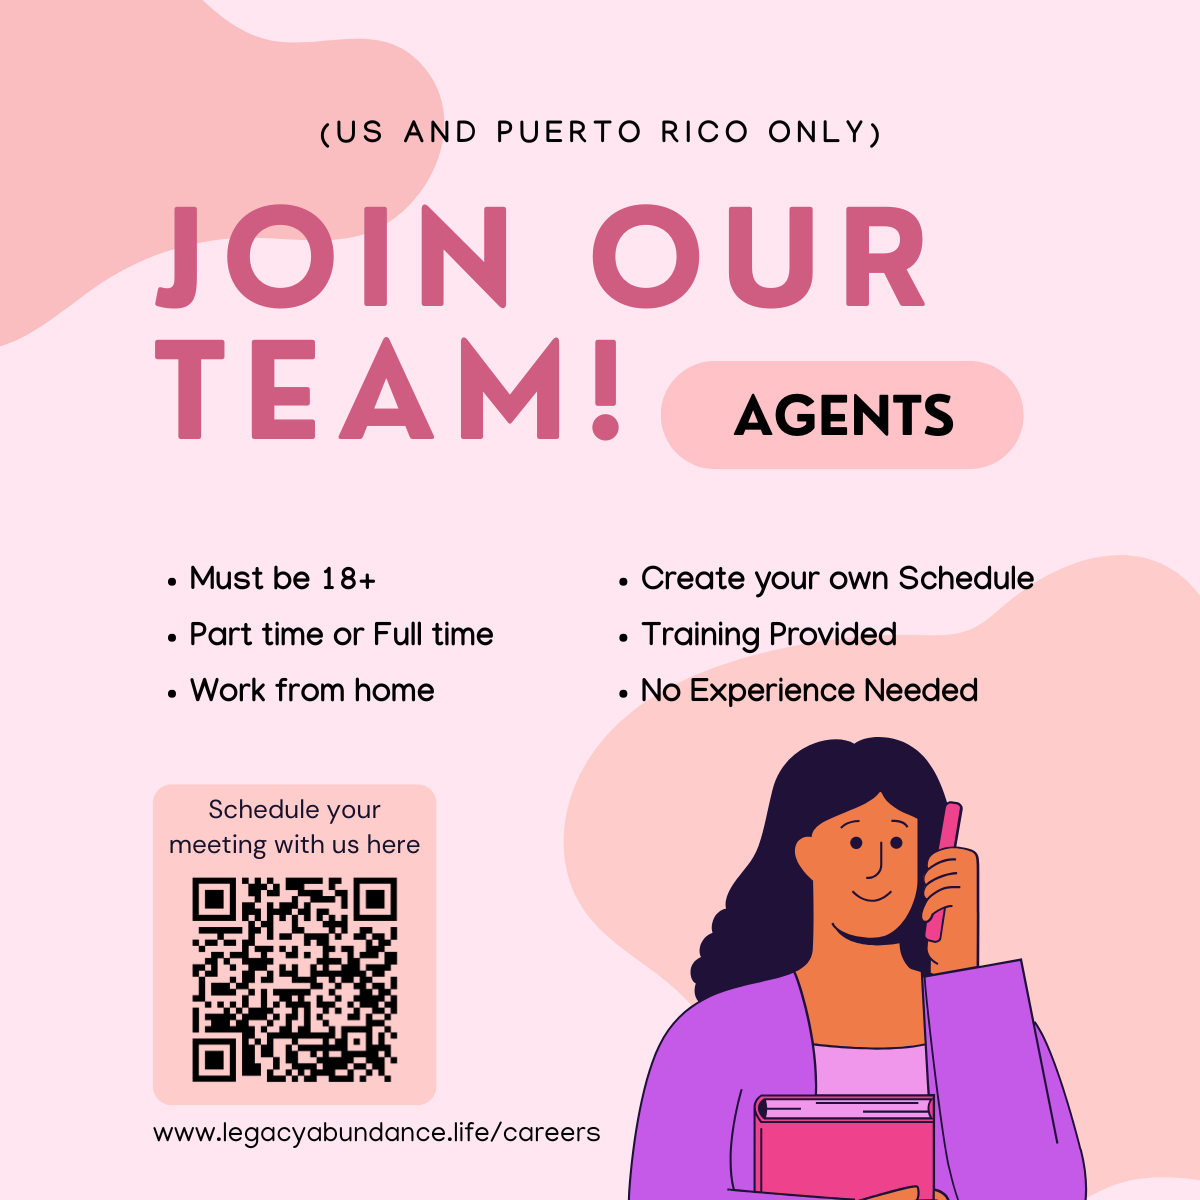 (US AND PUERTO RICO ONLY)
JOIN OUR
TEAM!
AGENTS
• Must be 18+
• Part time or Full time
• Work from home
• Create your own Schedule
• Training Provided
• No Experience Needed
Schedule your
meeting with us here
www.legacyabundance.life/careers